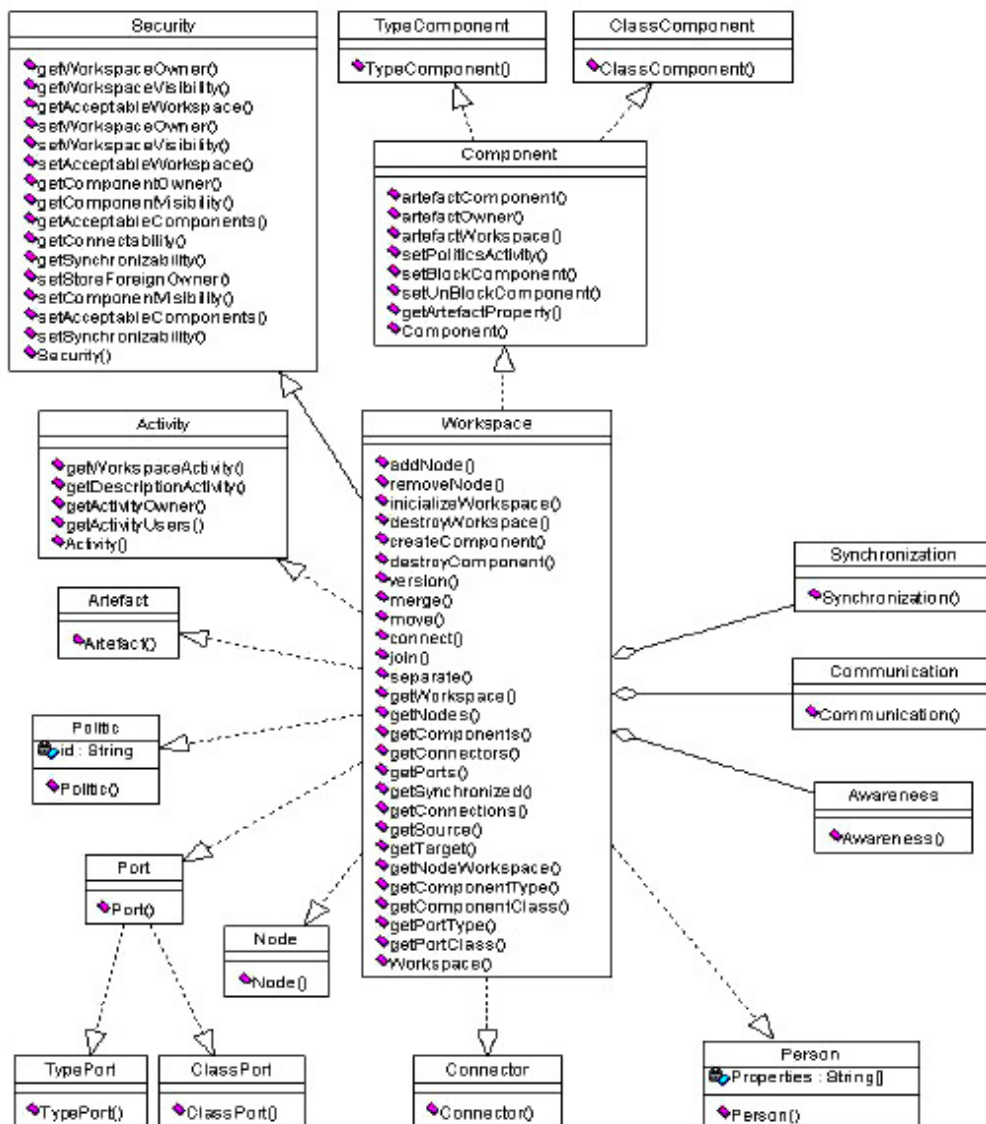 Security
getWorkspaceOwner()
getWorkspaceVisibility()
getAcceptableWorkspace()
setWorkspaceOwner()
setWorkspaceVisibility()
setAcceptableWorkspace()
getComponentOwner()
getComponentVisibility()
getAcceptableComponents()
getConnectability()
getSynchronizability()
setStoreForeignOwner()
setComponentVisibility()
setAcceptableComponents()
setSynchronizability()
Security()
TypeComponent
TypeComponent()
ClassComponent
ClassComponent()
Component
artefactComponent()
artefactOwner()
artefactWorkspace()
setPoliticsActivity()
setBlockComponent()
setUnBlockComponent()
getArtefactProperty()
Component()
Activity
getWorkspaceActivity()
getDescriptionActivity()
getActivityOwner()
getActivityUsers()
Activity()
Workspace
addNode()
removeNode()
inicializeWorkspace()
destroyWorkspace()
createComponent()
destroyComponent()
version()
merge()
move()
connect()
join()
separate()
getWorkspace()
getNodes()
getComponents()
getConnectors()
getPorts()
getSynchronized()
getConnections()
getSource()
getTarget()
getNodeWorkspace()
getComponentType()
getComponentClass()
getPortType()
getPortClass()
Workspace()
Artefact
Artefact()
Politic
id : String
Politic()
Port
Port()
Node
Node()
Synchronization
Synchronization()
Communication
Communication()
Awareness
Awareness()
TypePort
TypePort()
ClassPort
ClassPort()
Connector
Connector()
Person
Properties : String[]
Person()